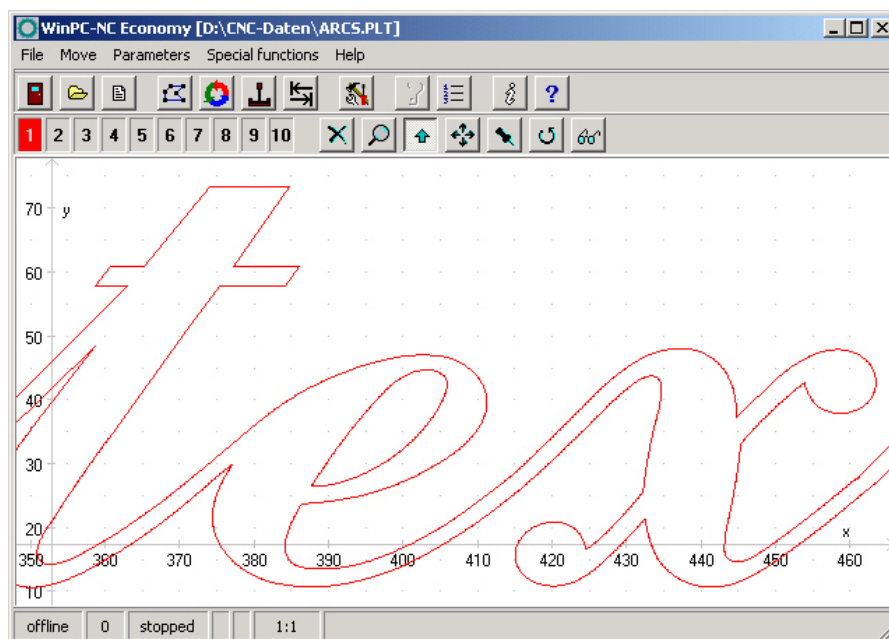 WinPC-NC Economy [D:\CNC-Daten\ARCS.PLT]
File Move Parameters Special functions Help
1 2 3 4 5 6 7 8 9 10
70 y
60
50
40
30
20
x
350 360 370 380 390 400 410 420 430 440 450 460
10
tex
offline 0 stopped 1:1